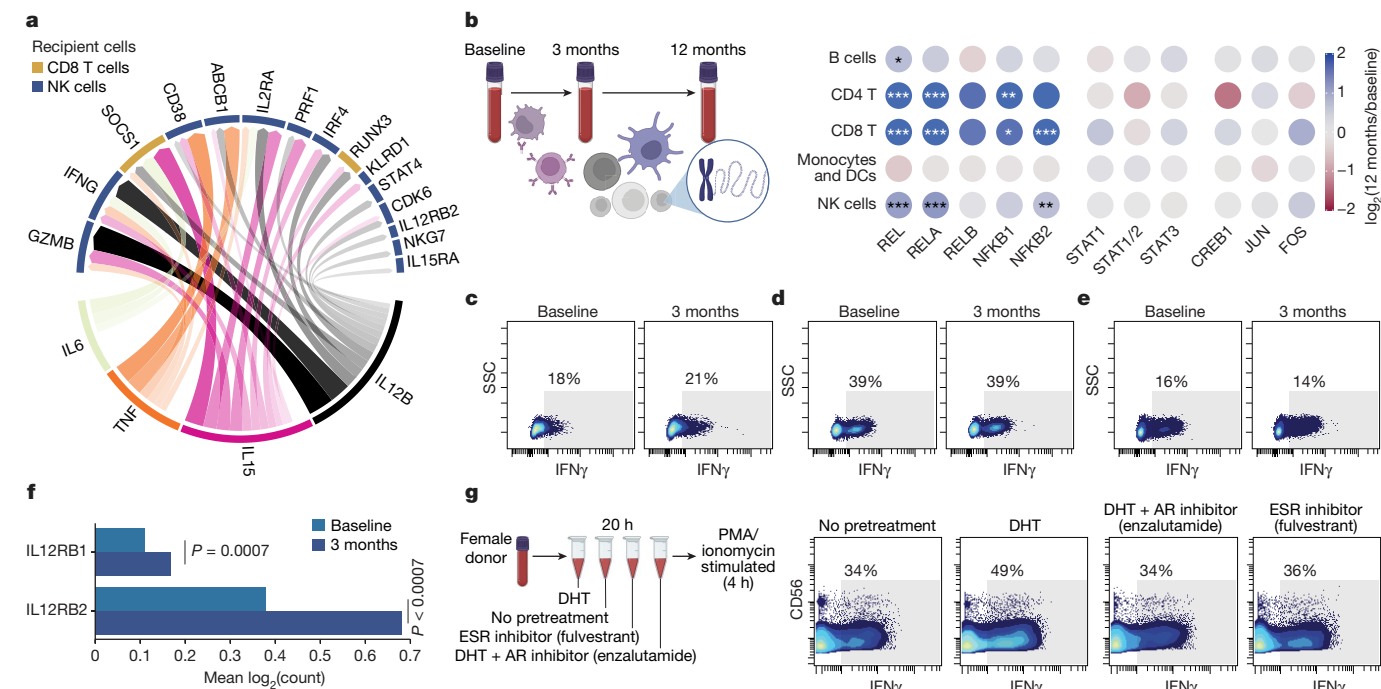 a
Recipient cells
CD8 T cells
NK cells
SOCS1
CD38
ABCB1
IL2RA
PRF1
IRF4
RUNX3
KLRD1
STAT4
CDK6
IL12RB2
NKG7
IL15RA
IFNG
GZMB
IL6
TNF
IL15
IL12B
b
Baseline
3 months
12 months
B cells
*
CD4 T
***
***
**
CD8 T
***
***
*
***
Monocytes
and DCs
NK cells
***
***
**
REL
RELA
RELB
NFKB1
NFKB2
STAT1
STAT1/2
STAT3
CREB1
JUN
FOS
2
1
0
−1
−2
log2(12 months/baseline)
c
Baseline
3 months
SSC
18%
21%
IFNγ
IFNγ
d
Baseline
3 months
SSC
39%
39%
IFNγ
IFNγ
e
Baseline
3 months
SSC
16%
14%
IFNγ
IFNγ
f
Baseline
3 months
IL12RB1
P = 0.0007
IL12RB2
P < 0.0007
0
0.1
0.2
0.3
0.4
0.5
0.6
0.7
Mean log2(count)
g
Female
donor
20 h
PMA/
ionomycin
stimulated
(4 h)
DHT
No pretreatment
ESR inhibitor (fulvestrant)
DHT + AR inhibitor (enzalutamide)
No pretreatment
DHT
DHT + AR inhibitor
(enzalutamide)
ESR inhibitor
(fulvestrant)
CD56
34%
49%
34%
36%
IFNγ
IFNγ
IFNγ
IFNγ